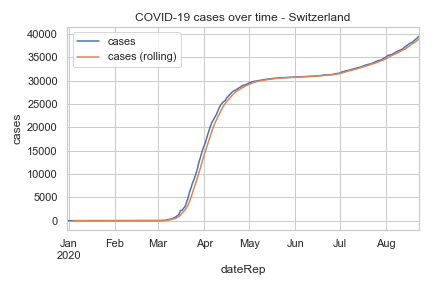 COVID-19 cases over time - Switzerland
cases
cases (rolling)
40000
35000
30000
25000
20000
15000
10000
5000
0
cases
Jan Feb Mar Apr May Jun Jul Aug
2020
dateRep